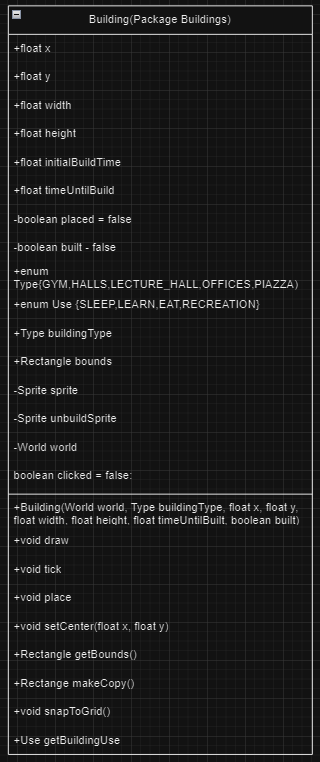 Building(Package Buildings)
+float x
+float y
+float width
+float height
+float initialBuildTime
+float timeUntilBuild
-boolean placed = false
-boolean built - false
+enum
Type{GYM,HALLS,LECTURE_HALL,OFFICES,PIAZZA)
+enum Use {SLEEP,LEARN,EAT,RECREATION}
+Type buildingType
+Rectangle bounds
-Sprite sprite
-Sprite unbuildSprite
-World world
boolean clicked = false:
+Building(World world, Type buildingType, float x, float y,
float width, float height, float timeUntilBuilt, boolean built)
+void draw
+void tick
+void place
+void setCenter(float x, float y)
+Rectangle getBounds()
+Rectange makeCopy()
+void snapToGrid()
+Use getBuildingUse